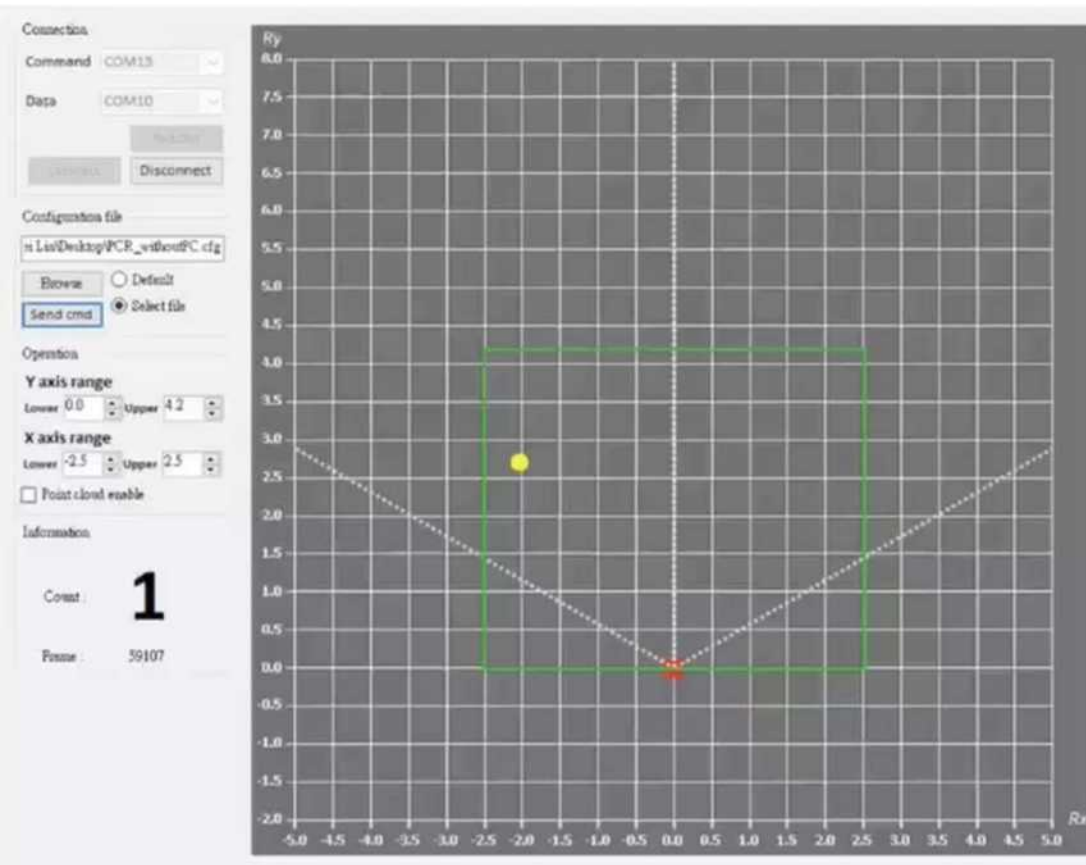 Connection
Command COM13
Data COM10
Disconnect
Configuration file
ri Lin\Desktop\PCR_withoutPC.cfg
Browse
Default
Send cmd
Select file
Operation
Y axis range
Lower 0.0 Upper 4.2
X axis range
Lower -2.5 Upper 2.5
Point cloud enable
Information
Count :
1
Frame : 59107
Ry
8.0
7.5
7.0
6.5
6.0
5.5
5.0
4.5
4.0
3.5
3.0
2.5
2.0
1.5
1.0
0.5
0.0
-0.5
-1.0
-1.5
-2.0
-5.0 -4.5 -4.0 -3.5 -3.0 -2.5 -2.0 -1.5 -1.0 -0.5 0.0 0.5 1.0 1.5 2.0 2.5 3.0 3.5 4.0 4.5 5.0
Rx